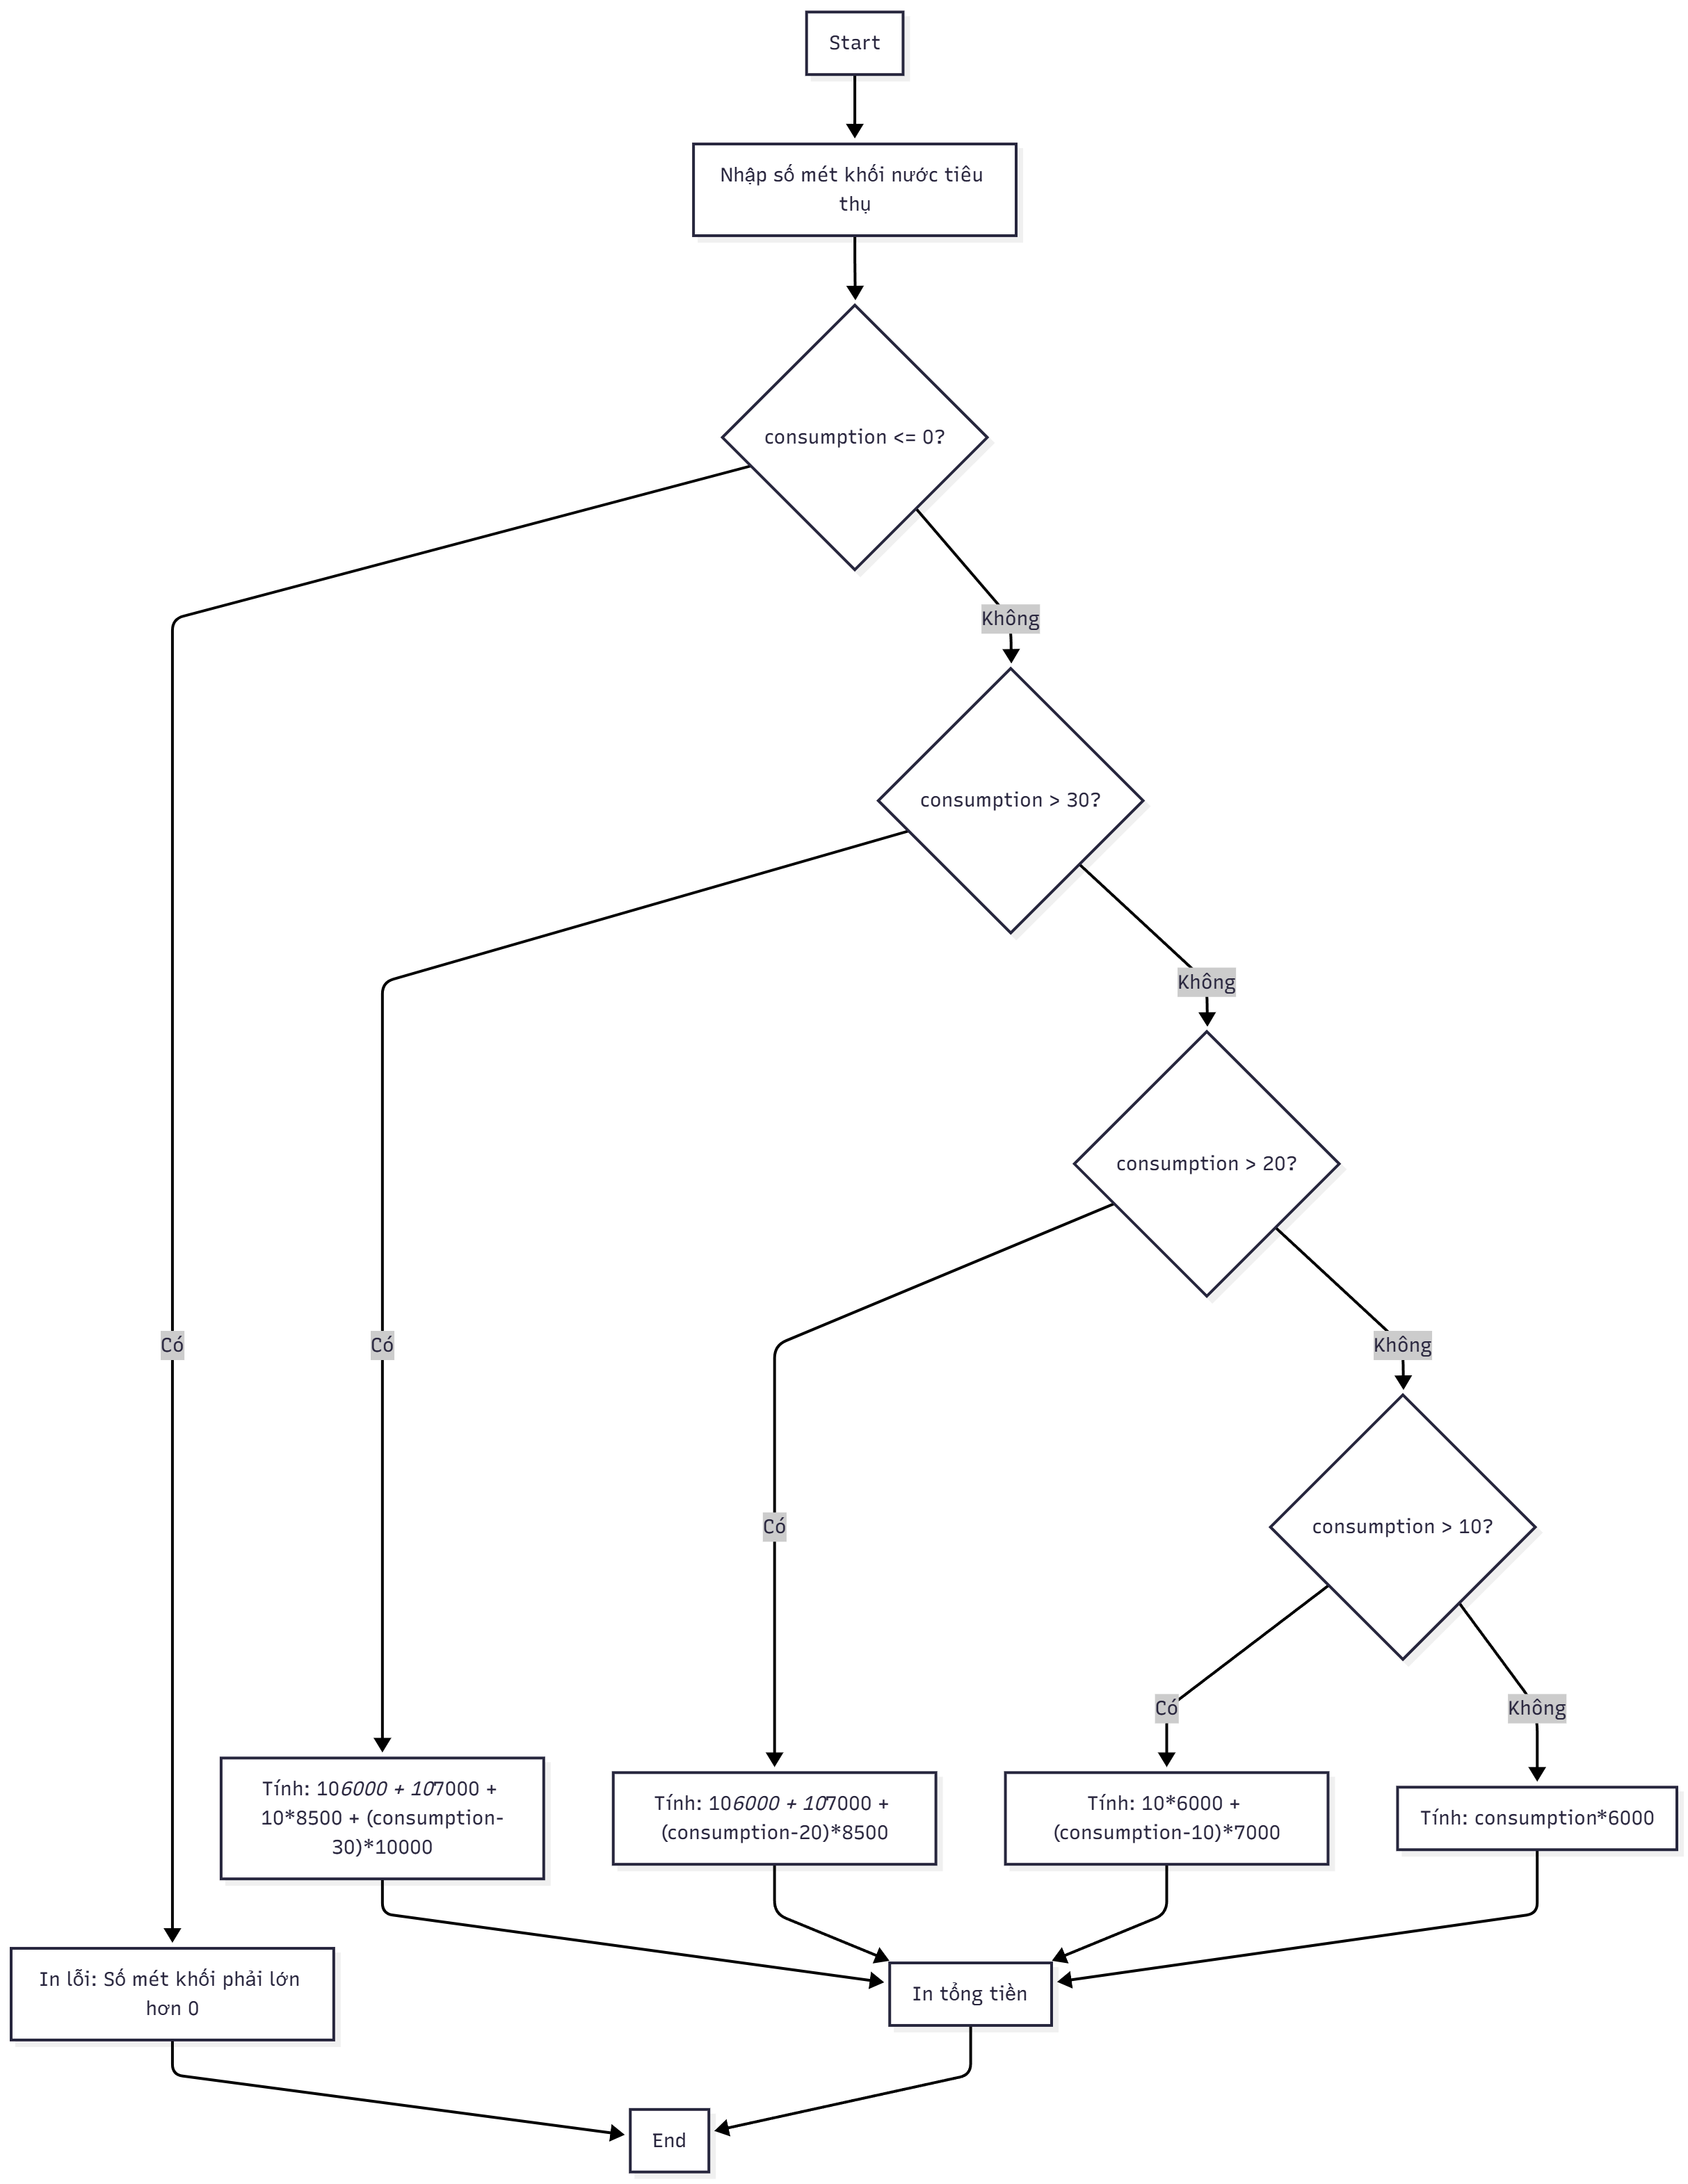 Start
Nhập số mét khối nước tiêu
thụ
consumption <= 0?
Không
consumption > 30?
Không
consumption > 20?
Có
Có
Không
Có
consumption > 10?
Có
Không
Tính: 106000 + 107000 +
10*8500 + (consumption-
30)*10000
Tính: 106000 + 107000 +
(consumption-20)*8500
Tính: 10*6000 +
(consumption-10)*7000
Tính: consumption*6000
In lỗi: Số mét khối phải lớn
hơn 0
In tổng tiền
End